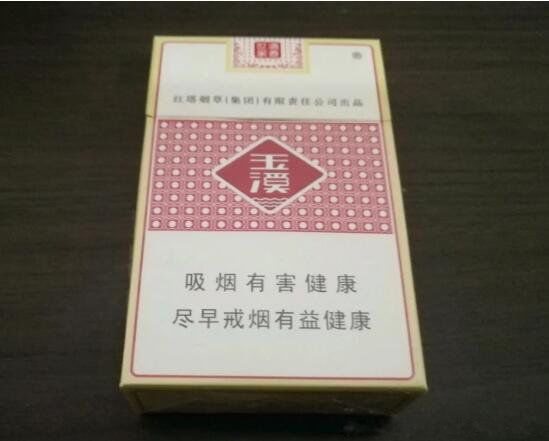 红塔烟草(集团)有限责任公司出品
玉
溪
吸烟有害健康
尽早戒烟有益健康